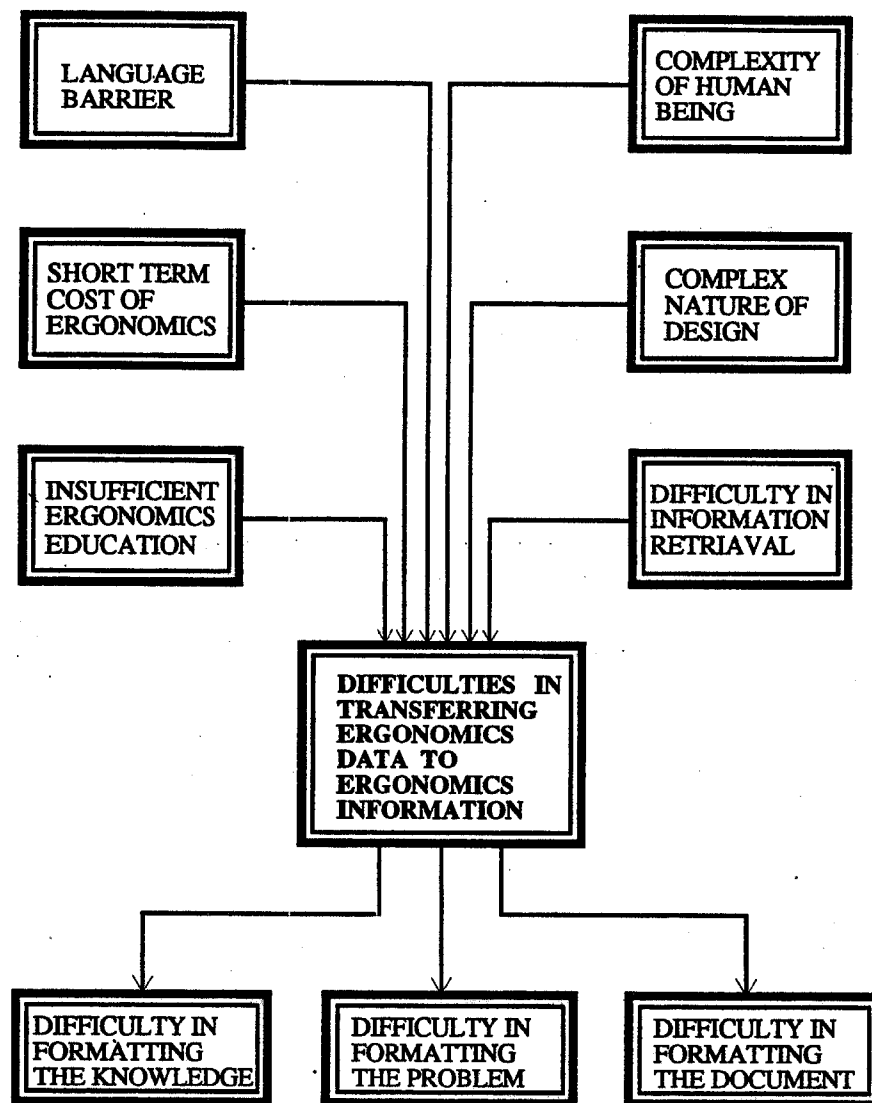 LANGUAGE
BARRIER
COMPLEXITY
OF HUMAN
BEING
SHORT TERM
COST OF
ERGONOMICS
COMPLEX
NATURE OF
DESIGN
INSUFFICIENT
ERGONOMICS
EDUCATION
DIFFICULTY IN
INFORMATION
RETRIAVAL
DIFFICULTIES IN
TRANSFERRING
ERGONOMICS
DATA TO
ERGONOMICS
INFORMATION
DIFFICULTY IN
FORMATTING
THE KNOWLEDGE
DIFFICULTY IN
FORMATTING
THE PROBLEM
DIFFICULTY IN
FORMATTING
THE DOCUMENT